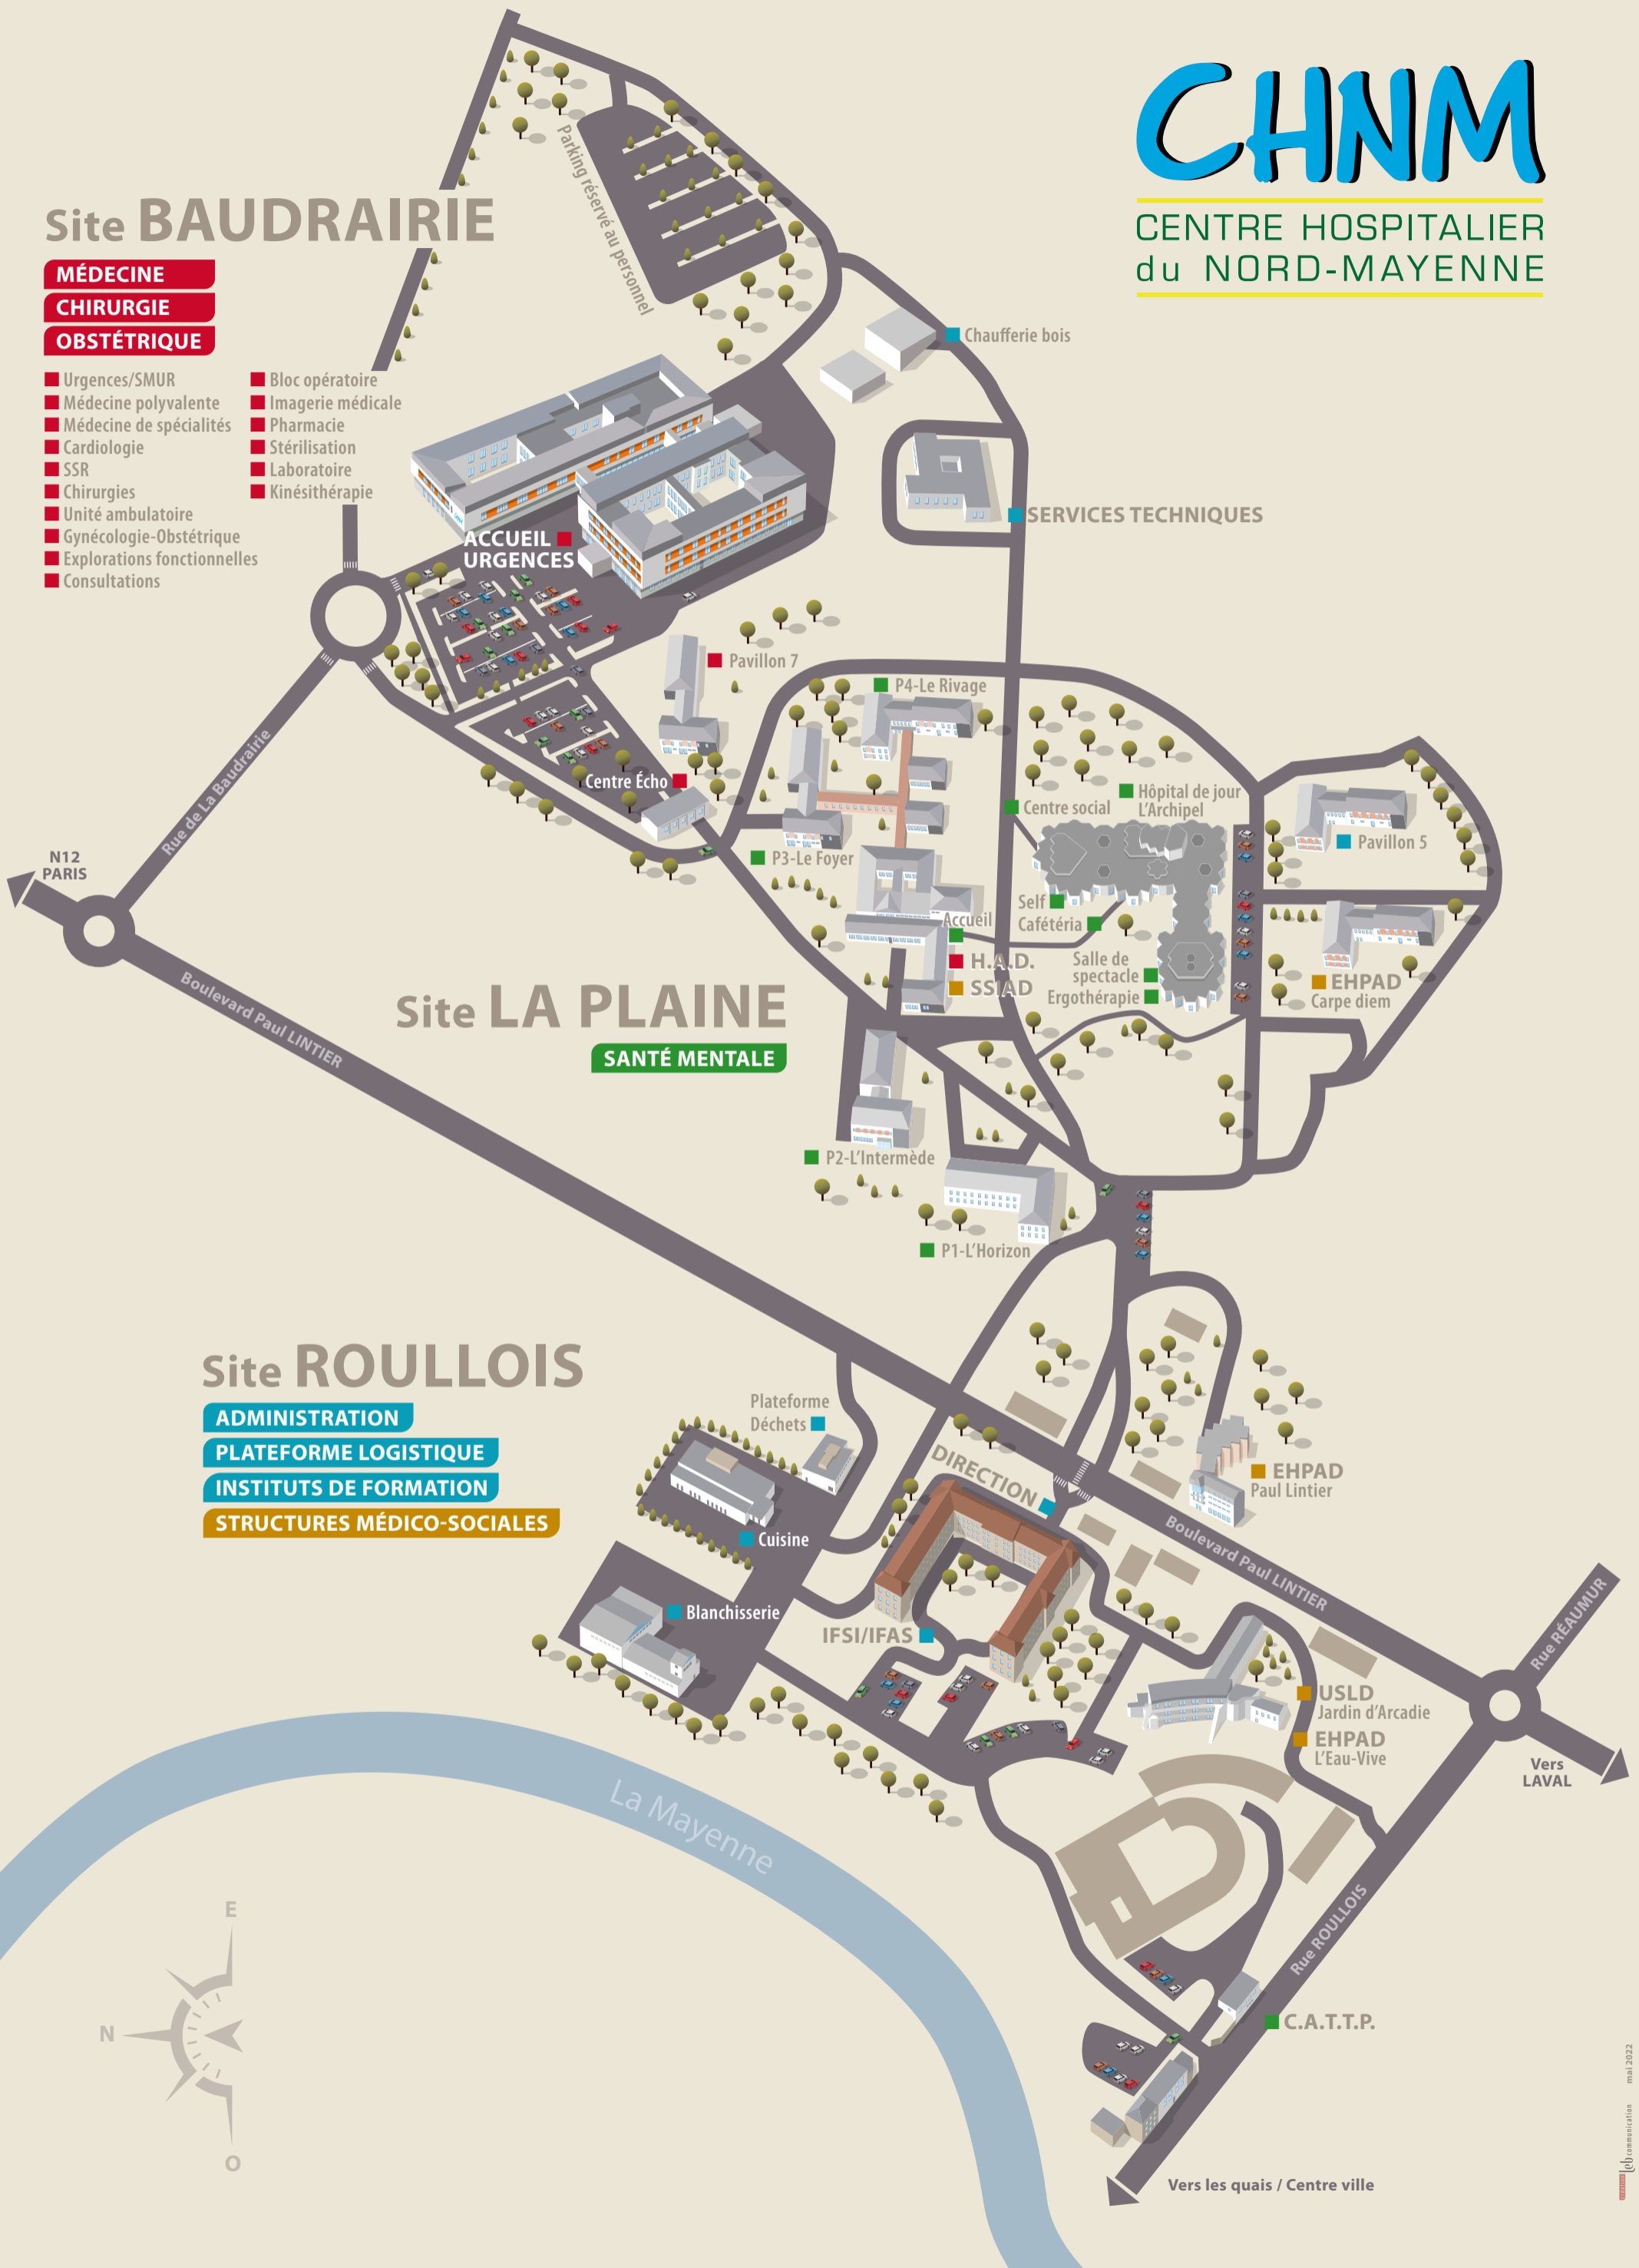 CHNM
CENTRE HOSPITALIER
du NORD-MAYENNE
Parking réservé au personnel
Site BAUDRAIRIE
MÉDECINE
CHIRURGIE
OBSTÉTRIQUE
Urgences/SMUR
Médecine polyvalente
Médecine de spécialités
Cardiologie
SSR
Chirurgies
Unité ambulatoire
Gynécologie-Obstétrique
Explorations fonctionnelles
Consultations
Bloc opératoire
Imagerie médicale
Pharmacie
Stérilisation
Laboratoire
Kinésithérapie
Chaufferie bois
SERVICES TECHNIQUES
ACCUEIL
URGENCES
Pavillon 7
P4-Le Rivage
Centre Écho
Hôpital de jour
L'Archipel
Centre social
Pavillon 5
P3-Le Foyer
Rue de La Baudrairie
N12
PARIS
Self
Cafétéria
Accueil
H.A.D.
SSIAD
Salle de
spectacle
Ergothérapie
EHPAD
Carpe diem
Boulevard Paul LINTIER
Site LA PLAINE
SANTÉ MENTALE
P2-L'Intermède
P1-L'Horizon
Site ROULLOIS
ADMINISTRATION
PLATEFORME LOGISTIQUE
INSTITUTS DE FORMATION
STRUCTURES MÉDICO-SOCIALES
Plateforme
Déchets
DIRECTION
EHPAD
Paul Lintier
Cuisine
Boulevard Paul LINTIER
Blanchisserie
IFSI/IFAS
Rue RÉAUMUR
USLD
Jardin d'Arcadie
EHPAD
L'Eau-Vive
Vers
LAVAL
La Mayenne
Rue ROULLOIS
E
N
O
C.A.T.T.P.
Vers les quais / Centre ville
mai 2022
leb communication